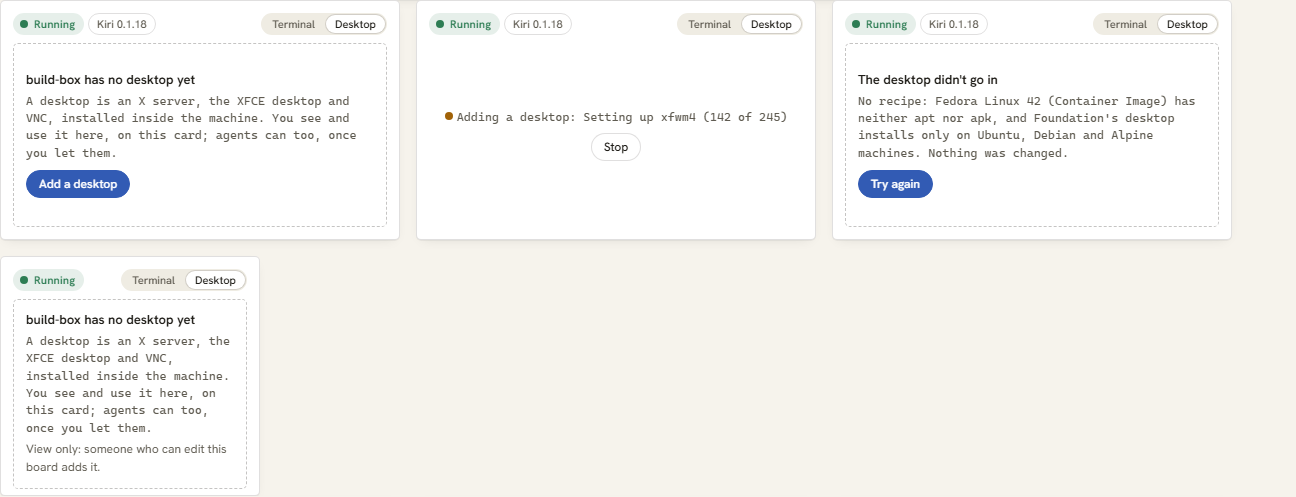 Running Kiri 0.1.18 Terminal Desktop
build-box has no desktop yet
A desktop is an X server, the XFCE desktop and
VNC, installed inside the machine. You see and
use it here, on this card; agents can too, once
you let them.
Add a desktop
Running Kiri 0.1.18 Terminal Desktop
Adding a desktop: Setting up xfwm4 (142 of 245)
Stop
Running Kiri 0.1.18 Terminal Desktop
The desktop didn't go in
No recipe: Fedora Linux 42 (Container Image) has
neither apt nor apk, and Foundation's desktop
installs only on Ubuntu, Debian and Alpine
machines. Nothing was changed.
Try again
Running Terminal Desktop
build-box has no desktop yet
A desktop is an X server, the
XFCE desktop and VNC,
installed inside the machine.
You see and use it here, on
this card; agents can too,
once you let them.
View only: someone who can edit this
board adds it.